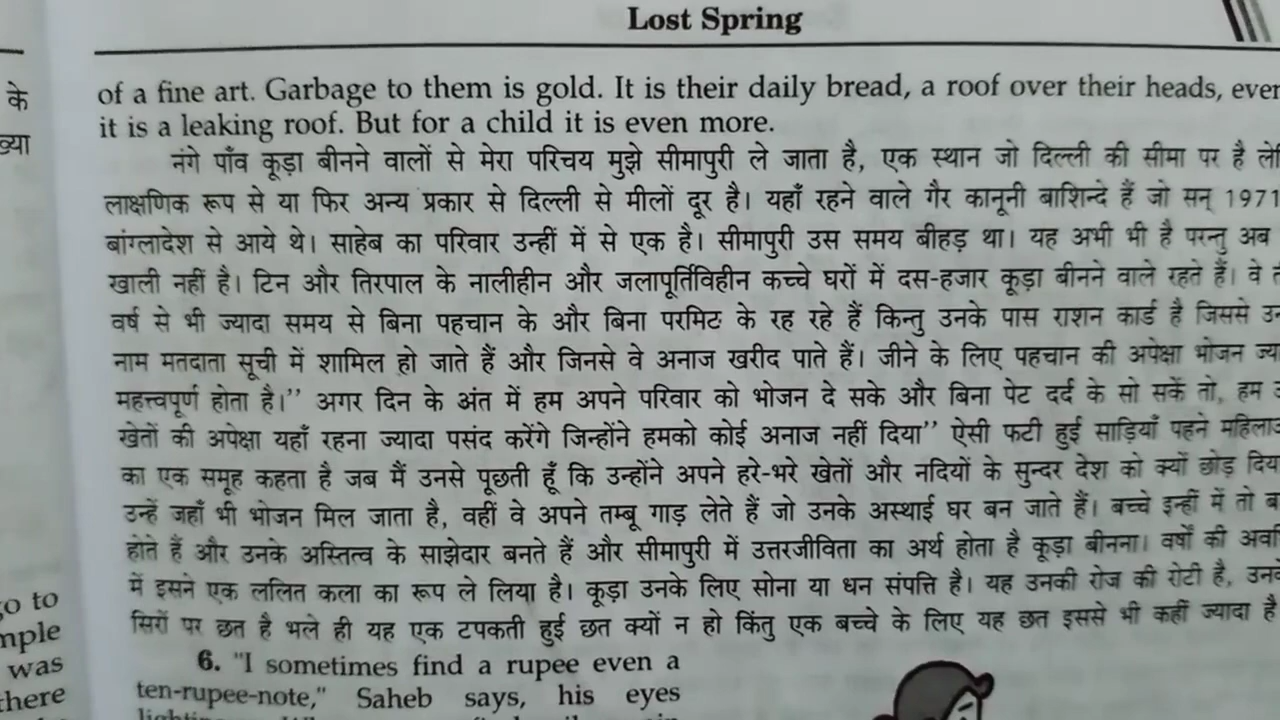 Lost Spring
के
ख्या
of a fine art. Garbage to them is gold. It is their daily bread, a roof over their heads, even
it is a leaking roof. But for a child it is even more.
नंगे पाँव कूड़ा बीनने वालों से मेरा परिचय मुझे सीमापुरी ले जाता है, एक स्थान जो दिल्ली की सीमा पर है
लाक्षणिक रूप से या फिर अन्य प्रकार से दिल्ली से मीलों दूर है। यहाँ रहने वाले गैर कानूनी बाशिन्दे हैं जो सन् 1971
बांग्लादेश से आये थे। साहेब का परिवार उन्हीं में से एक है। सीमापुरी उस समय बीहड़ था। यह अभी भी है परन्तु अब
खाली नहीं है। टिन और तिरपाल के नालीहीन और जलापूर्तिविहीन कच्चे घरों में दस-हजार कूड़ा बीनने वाले रहते हैं। वे
वर्ष से भी ज्यादा समय से बिना पहचान के और बिना परमिट के रह रहे हैं किन्तु उनके पास राशन कार्ड है जिससे
नाम मतदाता सूची में शामिल हो जाते हैं और जिनसे वे अनाज खरीद पाते हैं। जीने के लिए पहचान की अपेक्षा भोजन
महत्त्वपूर्ण होता है।’’ अगर दिन के अंत में हम अपने परिवार को भोजन दे सके और बिना पेट दर्द के सो सकें तो, हम
खेतों की अपेक्षा यहाँ रहना ज्यादा पसंद करेंगे जिन्होंने हमको कोई अनाज नहीं दिया’’ ऐसी फटी हुई साड़ियाँ पहने
का एक समूह कहता है जब मैं उनसे पूछती हूँ कि उन्होंने अपने हरे-भरे खेतों और नदियों के सुन्दर देश को क्यों छोड़ दिया
उन्हें जहाँ भी भोजन मिल जाता है, वहीं वे अपने तम्बू गाड़ लेते हैं जो उनके अस्थाई घर बन जाते हैं। बच्चे इन्हीं में तो
होते हैं और उनके अस्तित्व के साझेदार बनते हैं और सीमापुरी में उत्तरजीविता का अर्थ होता है कूड़ा बीनना। वर्षों की
में इसने एक ललित कला का रूप ले लिया है। कूड़ा उनके लिए सोना या धन संपत्ति है। यह उनकी रोज की रोटी है,
सिरों पर छत है भले ही यह एक टपकती हुई छत क्यों न हो किंतु एक बच्चे के लिए यह छत इससे भी कहीं ज्यादा है
6. "I sometimes find a rupee even a
ten-rupee-note," Saheb says, his eyes
go to
mple
was
there